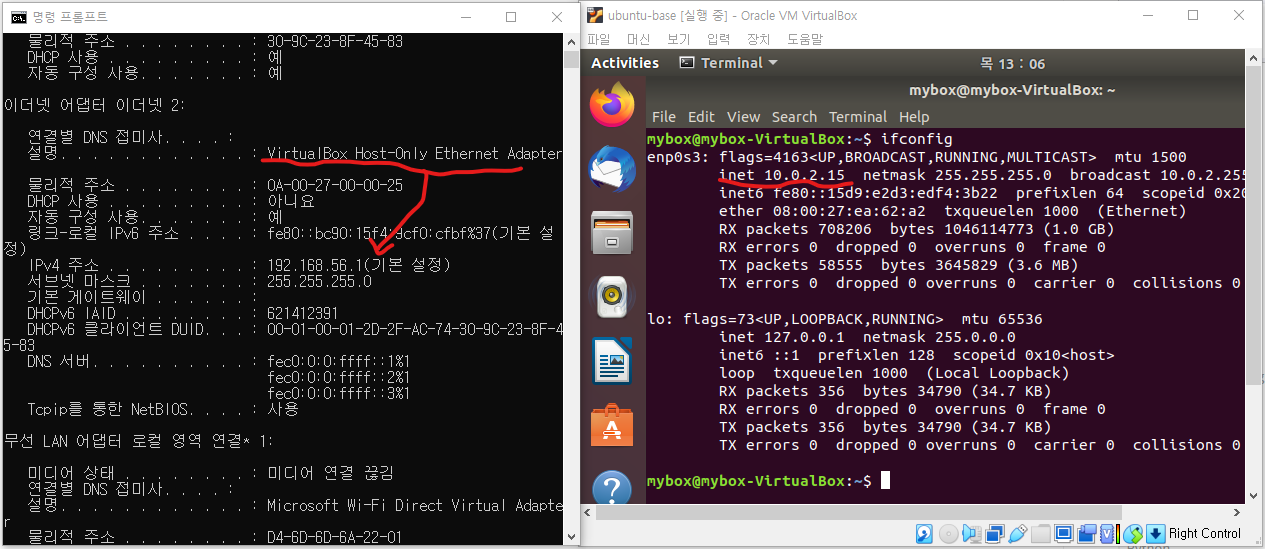 명령 프롬프트
물리적 주소 . . . . . . . . : 30-9C-23-8F-45-83
DHCP 사용 . . . . . . . . . : 예
자동 구성 사용. . . . . . . : 예
이더넷 어댑터 이더넷 2:
연결별 DNS 접미사. . . . :
설명. . . . . . . . . . . . : VirtualBox Host-Only Ethernet Adapter
물리적 주소 . . . . . . . . : 0A-00-27-00-00-25
DHCP 사용 . . . . . . . . . : 아니요
자동 구성 사용. . . . . . . : 예
링크-로컬 IPv6 주소 . . . . : fe80::bc90:15f4:9cf0:cfbf%37(기본 설
정)
IPv4 주소 . . . . . . . . . : 192.168.56.1(기본 설정)
서브넷 마스크 . . . . . . . : 255.255.255.0
기본 게이트웨이 . . . . . . :
DHCPv6 IAID . . . . . . . . : 621412391
DHCPv6 클라이언트 DUID. . . : 00-01-00-01-2D-2F-AC-74-30-9C-23-8F-4
5-83
DNS 서버. . . . . . . . . . : fec0:0:0:ffff::1%1
fec0:0:0:ffff::2%1
fec0:0:0:ffff::3%1
Tcpip를 통한 NetBIOS. . . . : 사용
무선 LAN 어댑터 로컬 영역 연결* 1:
미디어 상태 . . . . . . . . : 미디어 연결 끊김
연결별 DNS 접미사. . . . :
설명. . . . . . . . . . . . : Microsoft Wi-Fi Direct Virtual Adapte
r
물리적 주소 . . . . . . . . : D4-6D-6D-6A-22-01
ubuntu-base [실행 중] - Oracle VM VirtualBox
파일 머신 보기 입력 장치 도움말
Activities Terminal 목 13 : 06
mybox@mybox-VirtualBox: ~
File Edit View Search Terminal Help
mybox@mybox-VirtualBox:~$ ifconfig
enp0s3: flags=4163<UP,BROADCAST,RUNNING,MULTICAST> mtu 1500
inet 10.0.2.15 netmask 255.255.255.0 broadcast 10.0.2.255
inet6 fe80::15d9:e2d3:edf4:3b22 prefixlen 64 scopeid 0x20
ether 08:00:27:ea:62:a2 txqueuelen 1000 (Ethernet)
RX packets 708206 bytes 1046114773 (1.0 GB)
RX errors 0 dropped 0 overruns 0 frame 0
TX packets 58555 bytes 3645829 (3.6 MB)
TX errors 0 dropped 0 overruns 0 carrier 0 collisions 0
lo: flags=73<UP,LOOPBACK,RUNNING> mtu 65536
inet 127.0.0.1 netmask 255.0.0.0
inet6 ::1 prefixlen 128 scopeid 0x10<host>
loop txqueuelen 1000 (Local Loopback)
RX packets 356 bytes 34790 (34.7 KB)
RX errors 0 dropped 0 overruns 0 frame 0
TX packets 356 bytes 34790 (34.7 KB)
TX errors 0 dropped 0 overruns 0 carrier 0 collisions 0
mybox@mybox-VirtualBox:~$
Right Control